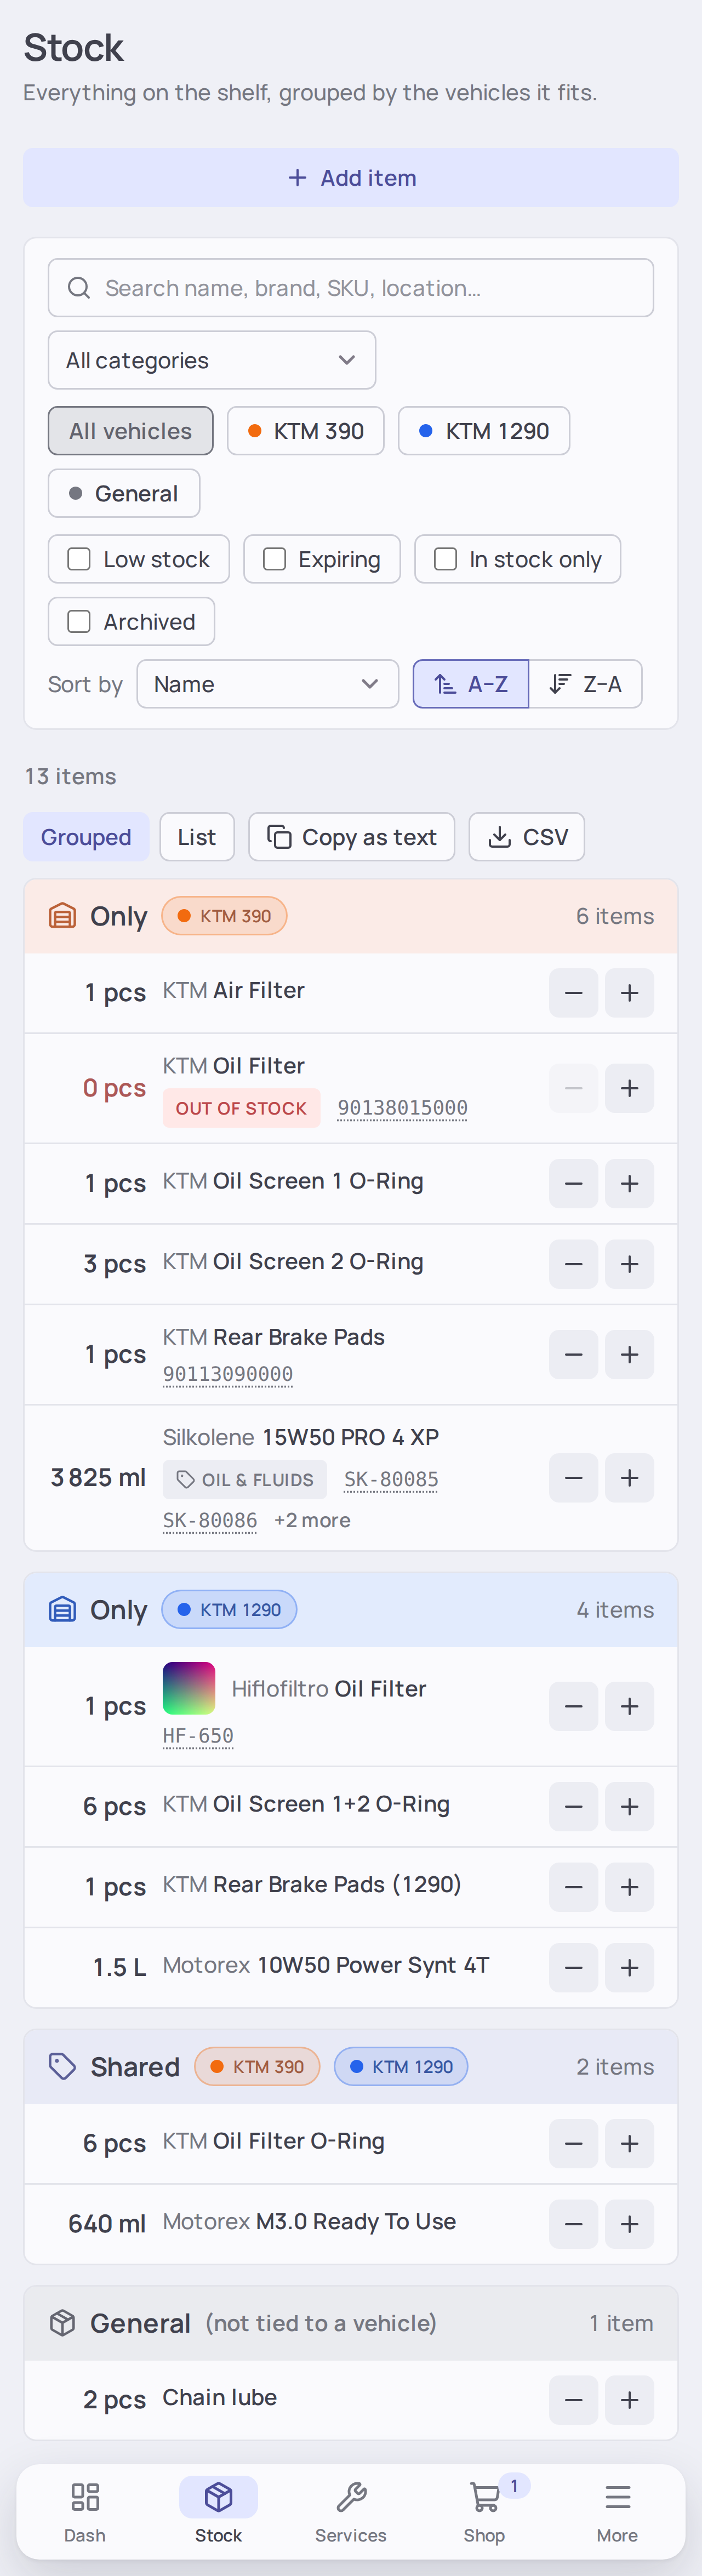 Stock
Everything on the shelf, grouped by the vehicles it fits.
Add item
Search name, brand, SKU, location…
All categories
All vehicles KTM 390 KTM 1290
General
Low stock Expiring In stock only
Archived
Sort by Name A–Z Z–A
13 items
Grouped List Copy as text CSV
Only KTM 390 6 items
1 pcs KTM Air Filter
KTM Oil Filter
0 pcs
OUT OF STOCK 90138015000
1 pcs KTM Oil Screen 1 O-Ring
3 pcs KTM Oil Screen 2 O-Ring
KTM Rear Brake Pads
1 pcs
90113090000
Silkolene 15W50 PRO 4 XP
3 825 ml OIL & FLUIDS SK-80085
SK-80086 +2 more
Only KTM 1290 4 items
Hiflofiltro Oil Filter
1 pcs
HF-650
6 pcs KTM Oil Screen 1+2 O-Ring
1 pcs KTM Rear Brake Pads (1290)
1.5 L Motorex 10W50 Power Synt 4T
Shared KTM 390 KTM 1290 2 items
6 pcs KTM Oil Filter O-Ring
640 ml Motorex M3.0 Ready To Use
General (not tied to a vehicle) 1 item
2 pcs Chain lube
1
Dash Stock Services Shop More